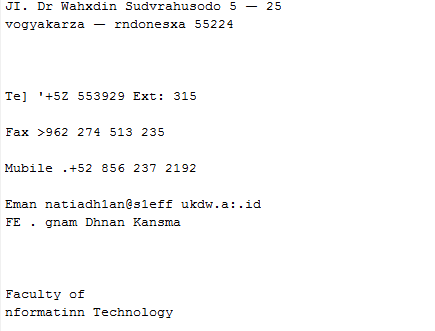 JI. Dr Wahxdin Sudvrahusodo 5 — 25
vogyakarza — rndonesxa 55224
Te] '+5Z 553929 Ext: 315
Fax >962 274 513 235
Mubile .+52 856 237 2192
Eman natiadh1an@s1eff ukdw.a:.id
FE . gnam Dhnan Kansma
Faculty of
nformatinn Technology